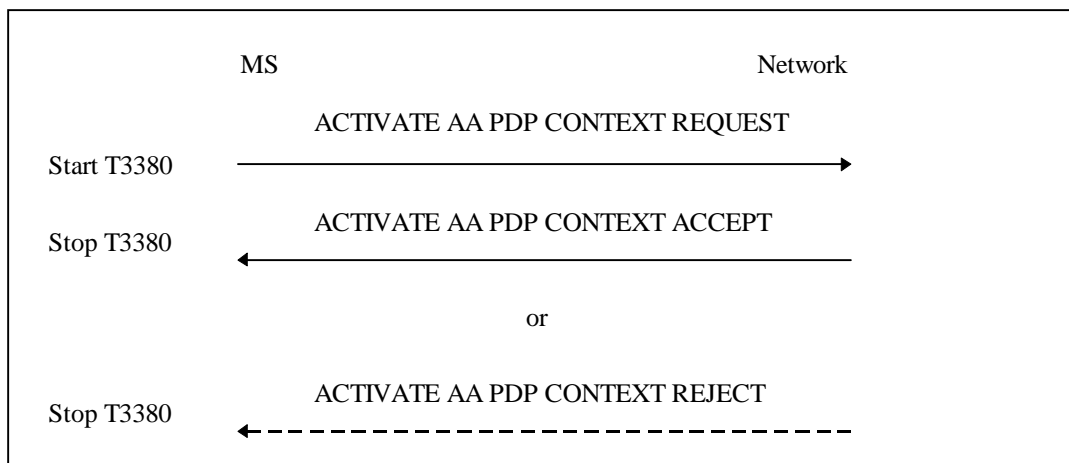 MS Network
ACTIVATE AA PDP CONTEXT REQUEST
Start T3380
ACTIVATE AA PDP CONTEXT ACCEPT
Stop T3380
or
ACTIVATE AA PDP CONTEXT REJECT
Stop T3380